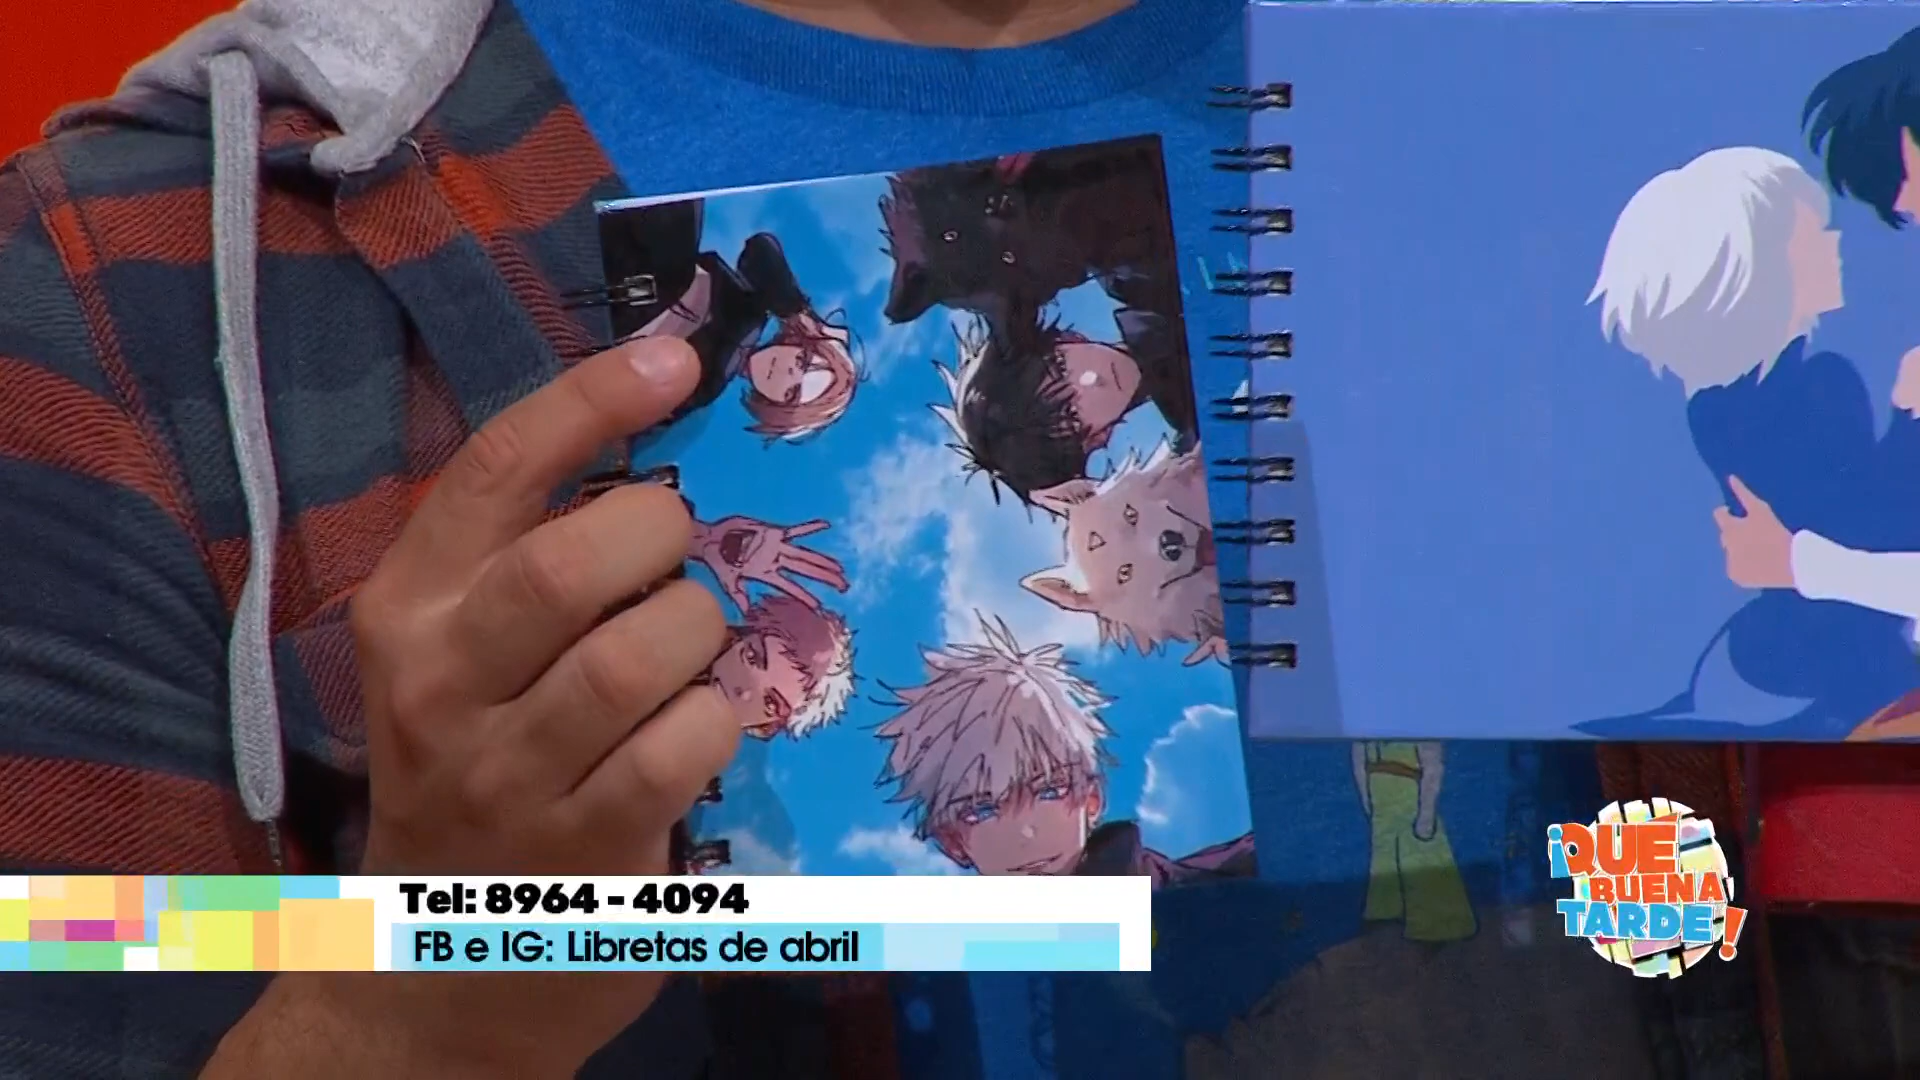 Tel: 8964 - 4094
FB e IG: Libretas de abril
¡QUÉ
BUENA
TARDE!